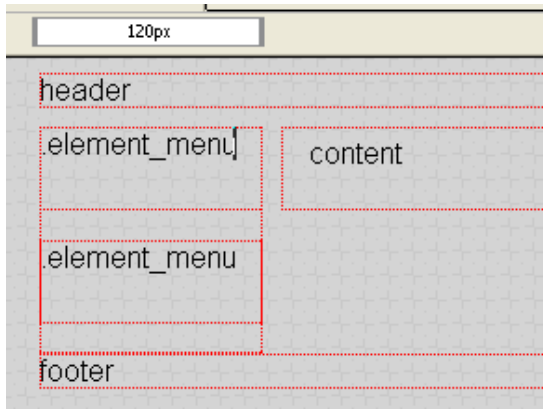 120px
header
.element_menu
content
.element_menu
footer